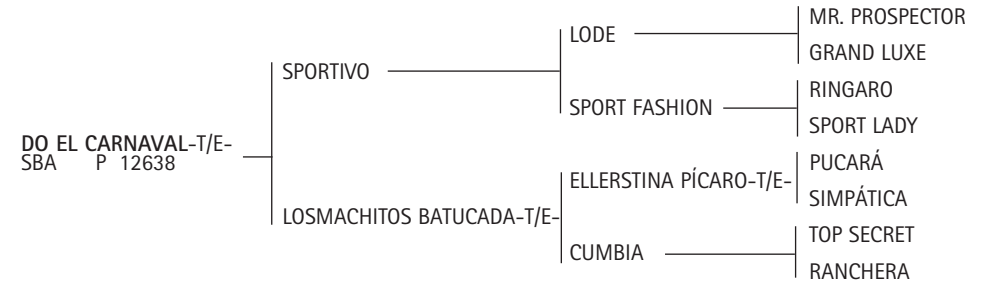 MR. PROSPECTOR
LODE
GRAND LUXE
SPORTIVO
RINGARO
SPORT FASHION
SPORT LADY
DO EL CARNAVAL-T/E-
SBA P 12638
PUCARÁ
ELLERSTINA PÍCARO-T/E-
SIMPÁTICA
LOSMACHITOS BATUCADA-T/E-
TOP SECRET
CUMBIA
RANCHERA